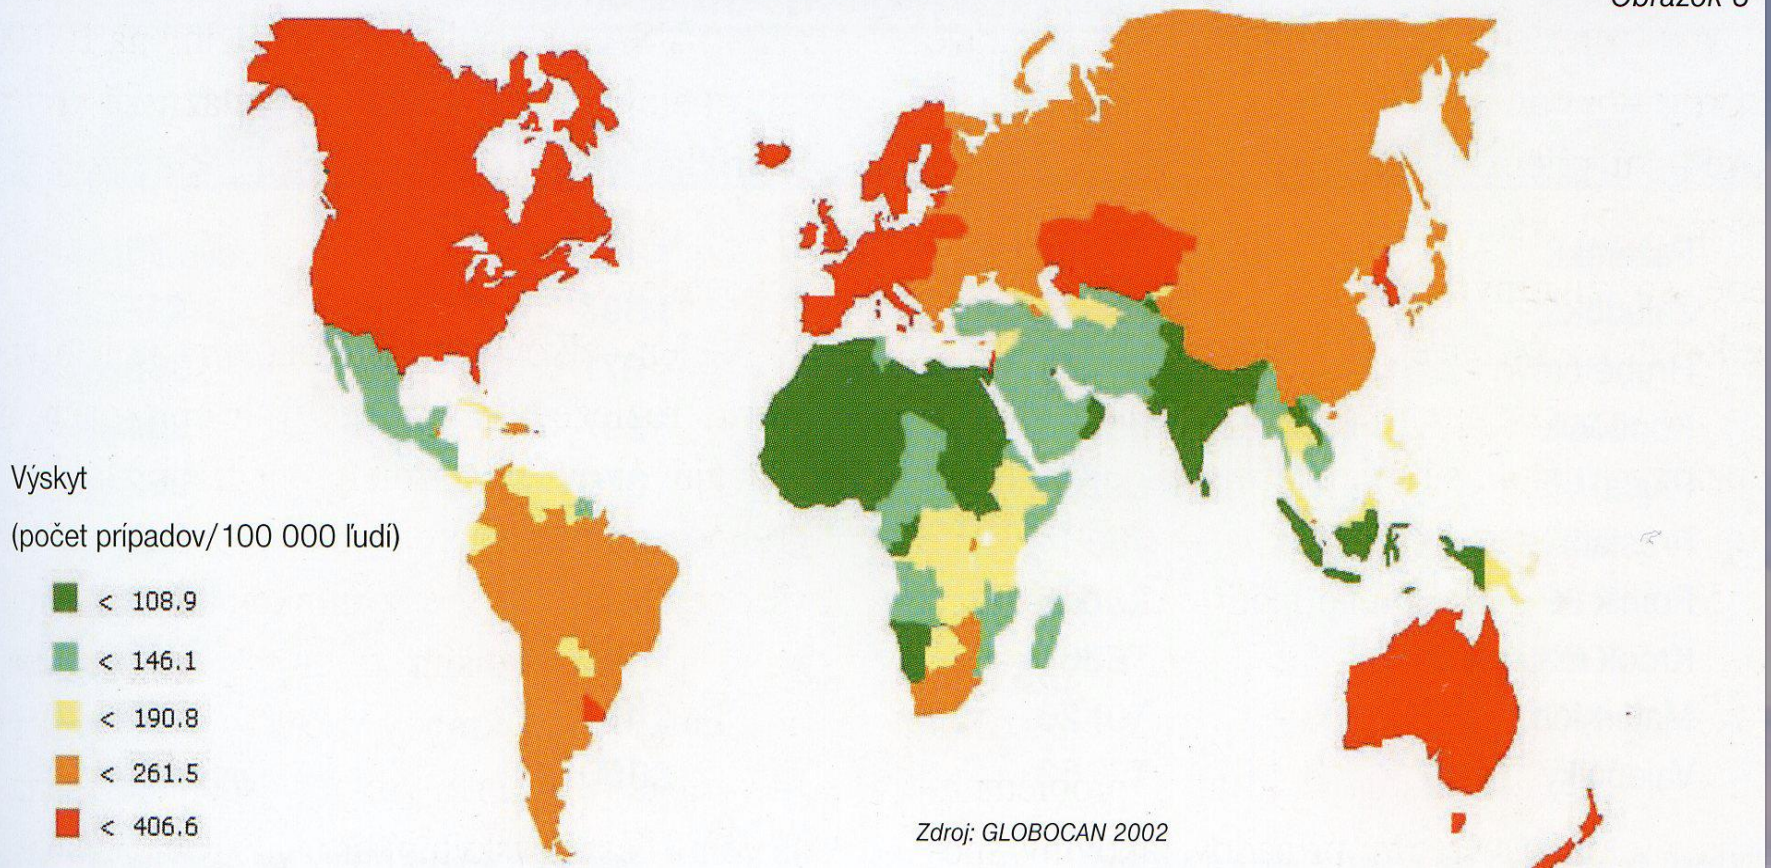 Výskyt
(počet prípadov/100 000 ľudí)
< 108.9
< 146.1
< 190.8
< 261.5
< 406.6
Zdroj: GLOBOCAN 2002